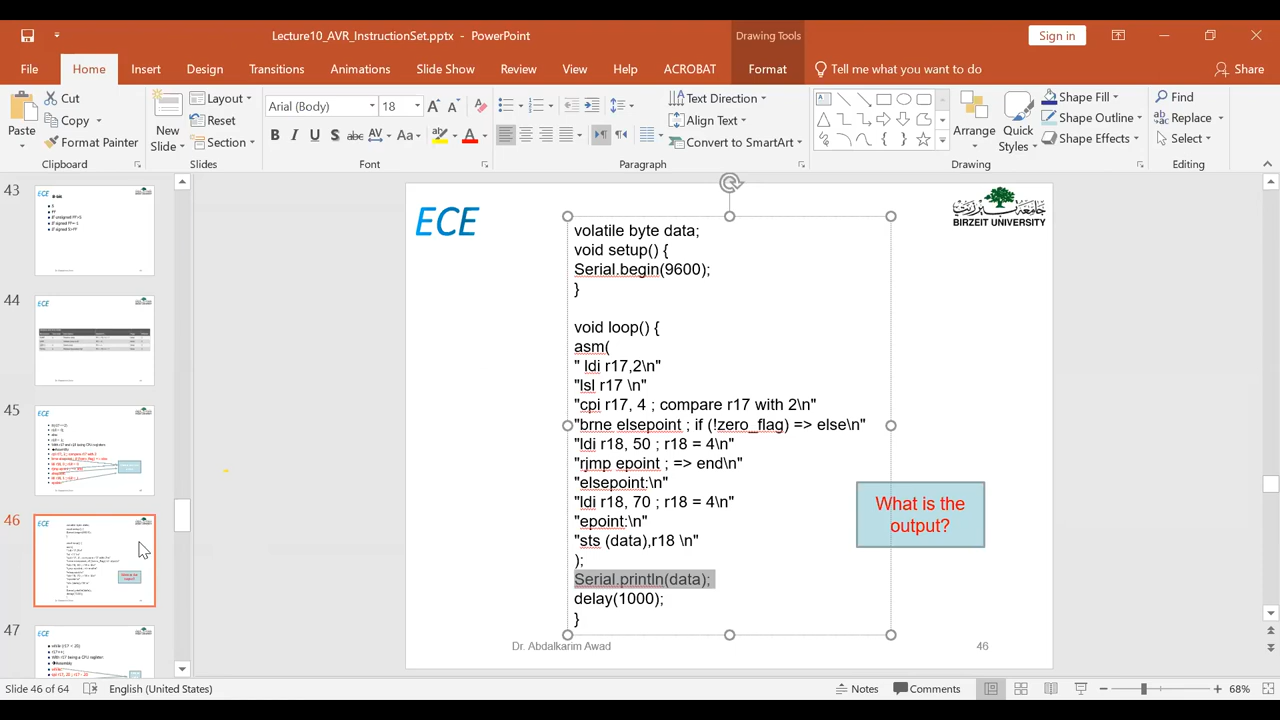 Lecture10_AVR_InstructionSet.pptx - PowerPoint
Drawing Tools
Sign in
File Home Insert Design Transitions Animations Slide Show Review View Help ACROBAT Format Tell me what you want to do Share
Paste
Cut
Copy
Format Painter
Clipboard
New Slide
Layout
Reset
Section
Slides
Arial (Body) 18
Font
Text Direction
Align Text
Convert to SmartArt
Paragraph
Arrange
Quick Styles
Shape Fill
Shape Outline
Shape Effects
Drawing
Find
Replace
Select
Editing
43
44
45
46
47
ECE
جامعة بيرزيت
BIRZEIT UNIVERSITY
volatile byte data;
void setup() {
Serial.begin(9600);
}
void loop() {
asm(
" ldi r17,2\n"
"lsl r17 \n"
"cpi r17, 4 ; compare r17 with 2\n"
"brne elsepoint ; if (!zero_flag) => else\n"
"ldi r18, 50 ; r18 = 4\n"
"rjmp epoint ; => end\n"
"elsepoint:\n"
"ldi r18, 70 ; r18 = 4\n"
"epoint:\n"
"sts (data),r18 \n"
);
Serial.println(data);
delay(1000);
}
What is the
output?
Dr. Abdalkarim Awad
46
Slide 46 of 64 English (United States) Notes Comments 68%